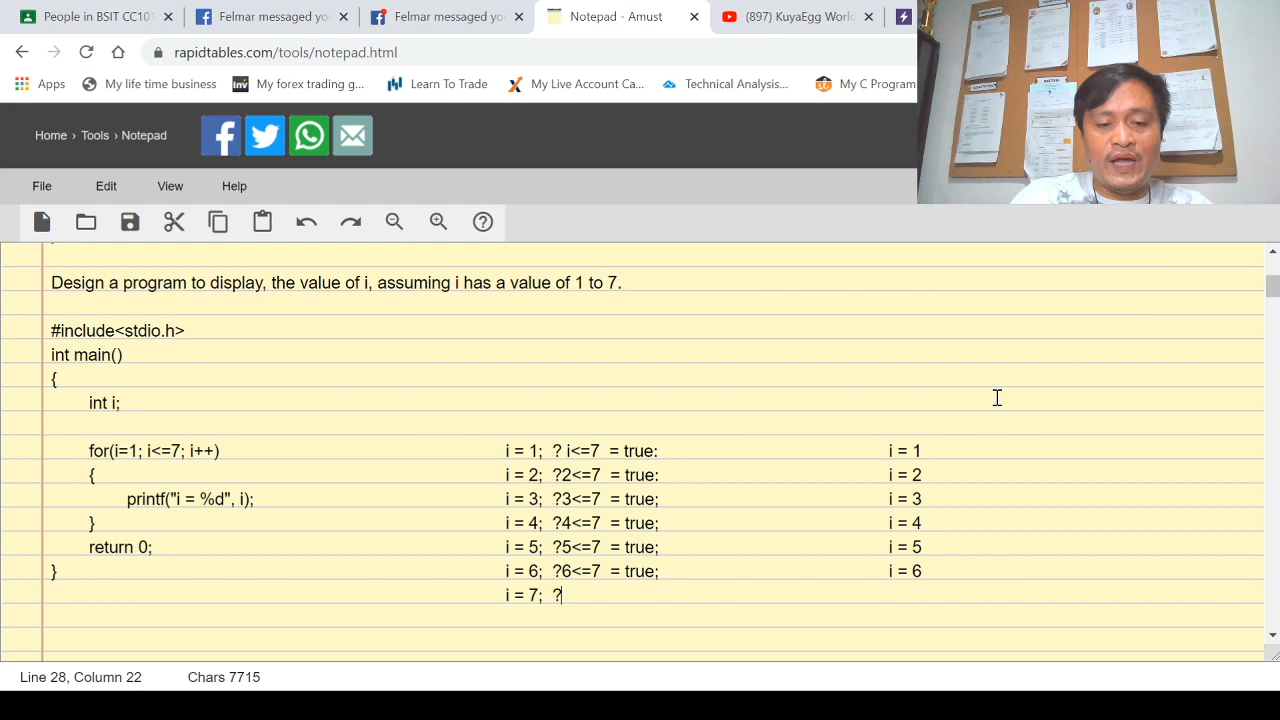 People in BSIT CC101
Felmar messaged yo
Felmar messaged you
Notepad - Amust
(897) KuyaEgg World
rapidtables.com/tools/notepad.html
Apps
My life time business
Inv
My forex trading...
Learn To Trade
My Live Account Ca...
Technical Analysis...
My C Program
Home › Tools › Notepad
File
Edit
View
Help
Design a program to display, the value of i, assuming i has a value of 1 to 7.
#include<stdio.h>
int main()
{
int i;
for(i=1; i<=7; i++) i = 1; ? i<=7 = true: i = 1
{ i = 2; ?2<=7 = true: i = 2
printf("i = %d", i); i = 3; ?3<=7 = true; i = 3
} i = 4; ?4<=7 = true; i = 4
return 0; i = 5; ?5<=7 = true; i = 5
} i = 6; ?6<=7 = true; i = 6
i = 7; ?
Line 28, Column 22
Chars 7715